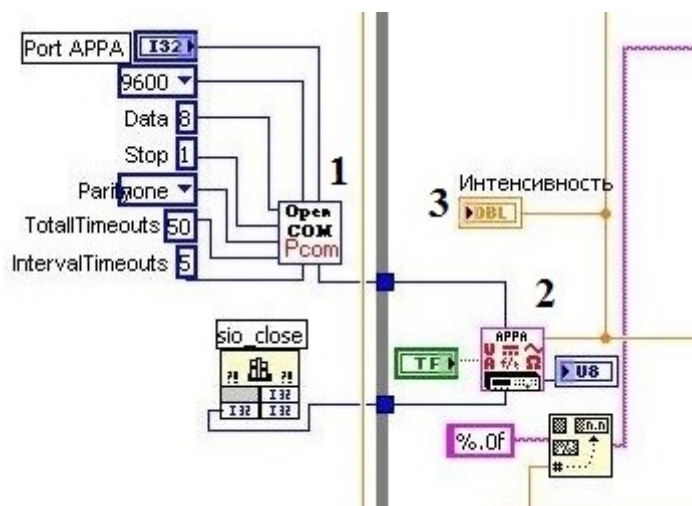 Port APPA
I32
9600
Data 8
Stop 1
1
none
Интенсивность
3
DBL
TotallTimeouts 50
Open
COM
Pcom
IntervalTimeouts 5
2
sio_close
APPA
TF
U8
I32
I32 I32
%.0f
n.n
#